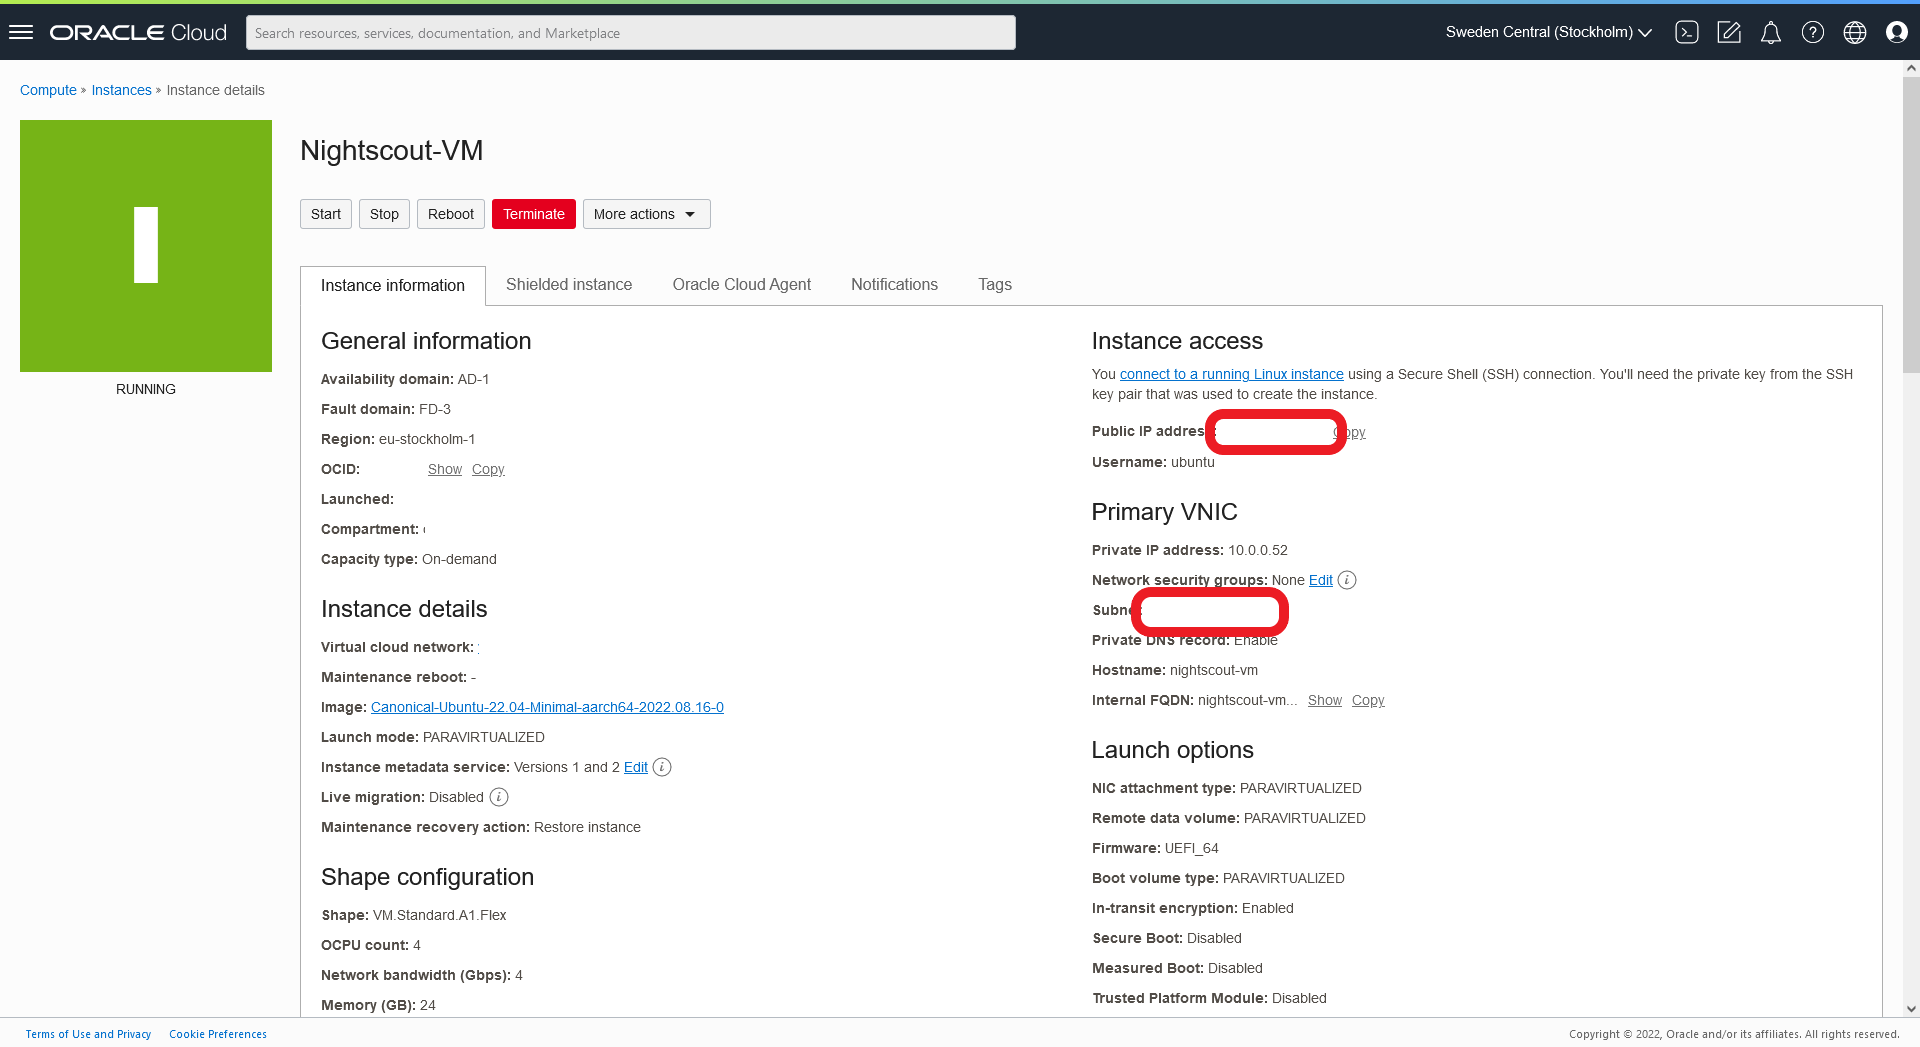 ORACLE Cloud
Search resources, services, documentation, and Marketplace
Sweden Central (Stockholm)
Compute » Instances » Instance details
RUNNING
Nightscout-VM
Start Stop Reboot Terminate More actions
Instance information Shielded instance Oracle Cloud Agent Notifications Tags
General information
Availability domain: AD-1
Fault domain: FD-3
Region: eu-stockholm-1
OCID: Show Copy
Launched:
Compartment:
Capacity type: On-demand
Instance details
Virtual cloud network:
Maintenance reboot: -
Image: Canonical-Ubuntu-22.04-Minimal-aarch64-2022.08.16-0
Launch mode: PARAVIRTUALIZED
Instance metadata service: Versions 1 and 2 Edit
Live migration: Disabled
Maintenance recovery action: Restore instance
Shape configuration
Shape: VM.Standard.A1.Flex
OCPU count: 4
Network bandwidth (Gbps): 4
Memory (GB): 24
Instance access
You connect to a running Linux instance using a Secure Shell (SSH) connection. You'll need the private key from the SSH
key pair that was used to create the instance.
Public IP address: Copy
Username: ubuntu
Primary VNIC
Private IP address: 10.0.0.52
Network security groups: None Edit
Subne
Private DNS record: Enable
Hostname: nightscout-vm
Internal FQDN: nightscout-vm... Show Copy
Launch options
NIC attachment type: PARAVIRTUALIZED
Remote data volume: PARAVIRTUALIZED
Firmware: UEFI_64
Boot volume type: PARAVIRTUALIZED
In-transit encryption: Enabled
Secure Boot: Disabled
Measured Boot: Disabled
Trusted Platform Module: Disabled
Terms of Use and Privacy Cookie Preferences
Copyright © 2022, Oracle and/or its affiliates. All rights reserved.